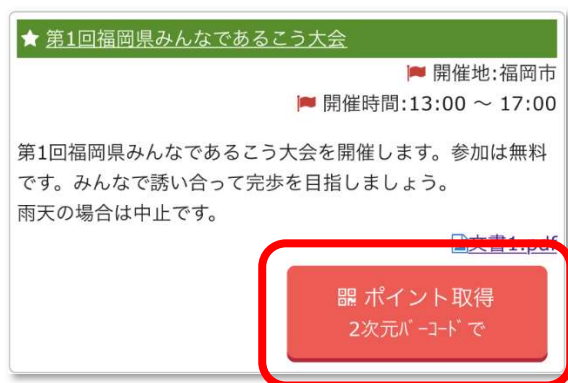 ★ 第1回福岡県みんなであるこう大会
開催地:福岡市
開催時間:13:00 ～ 17:00
第1回福岡県みんなであるこう大会を開催します。参加は無料
です。みんなで誘い合って完歩を目指しましょう。
雨天の場合は中止です。
文書1.pdf
ポイント取得
2次元ﾊﾞｰｺｰﾄﾞで